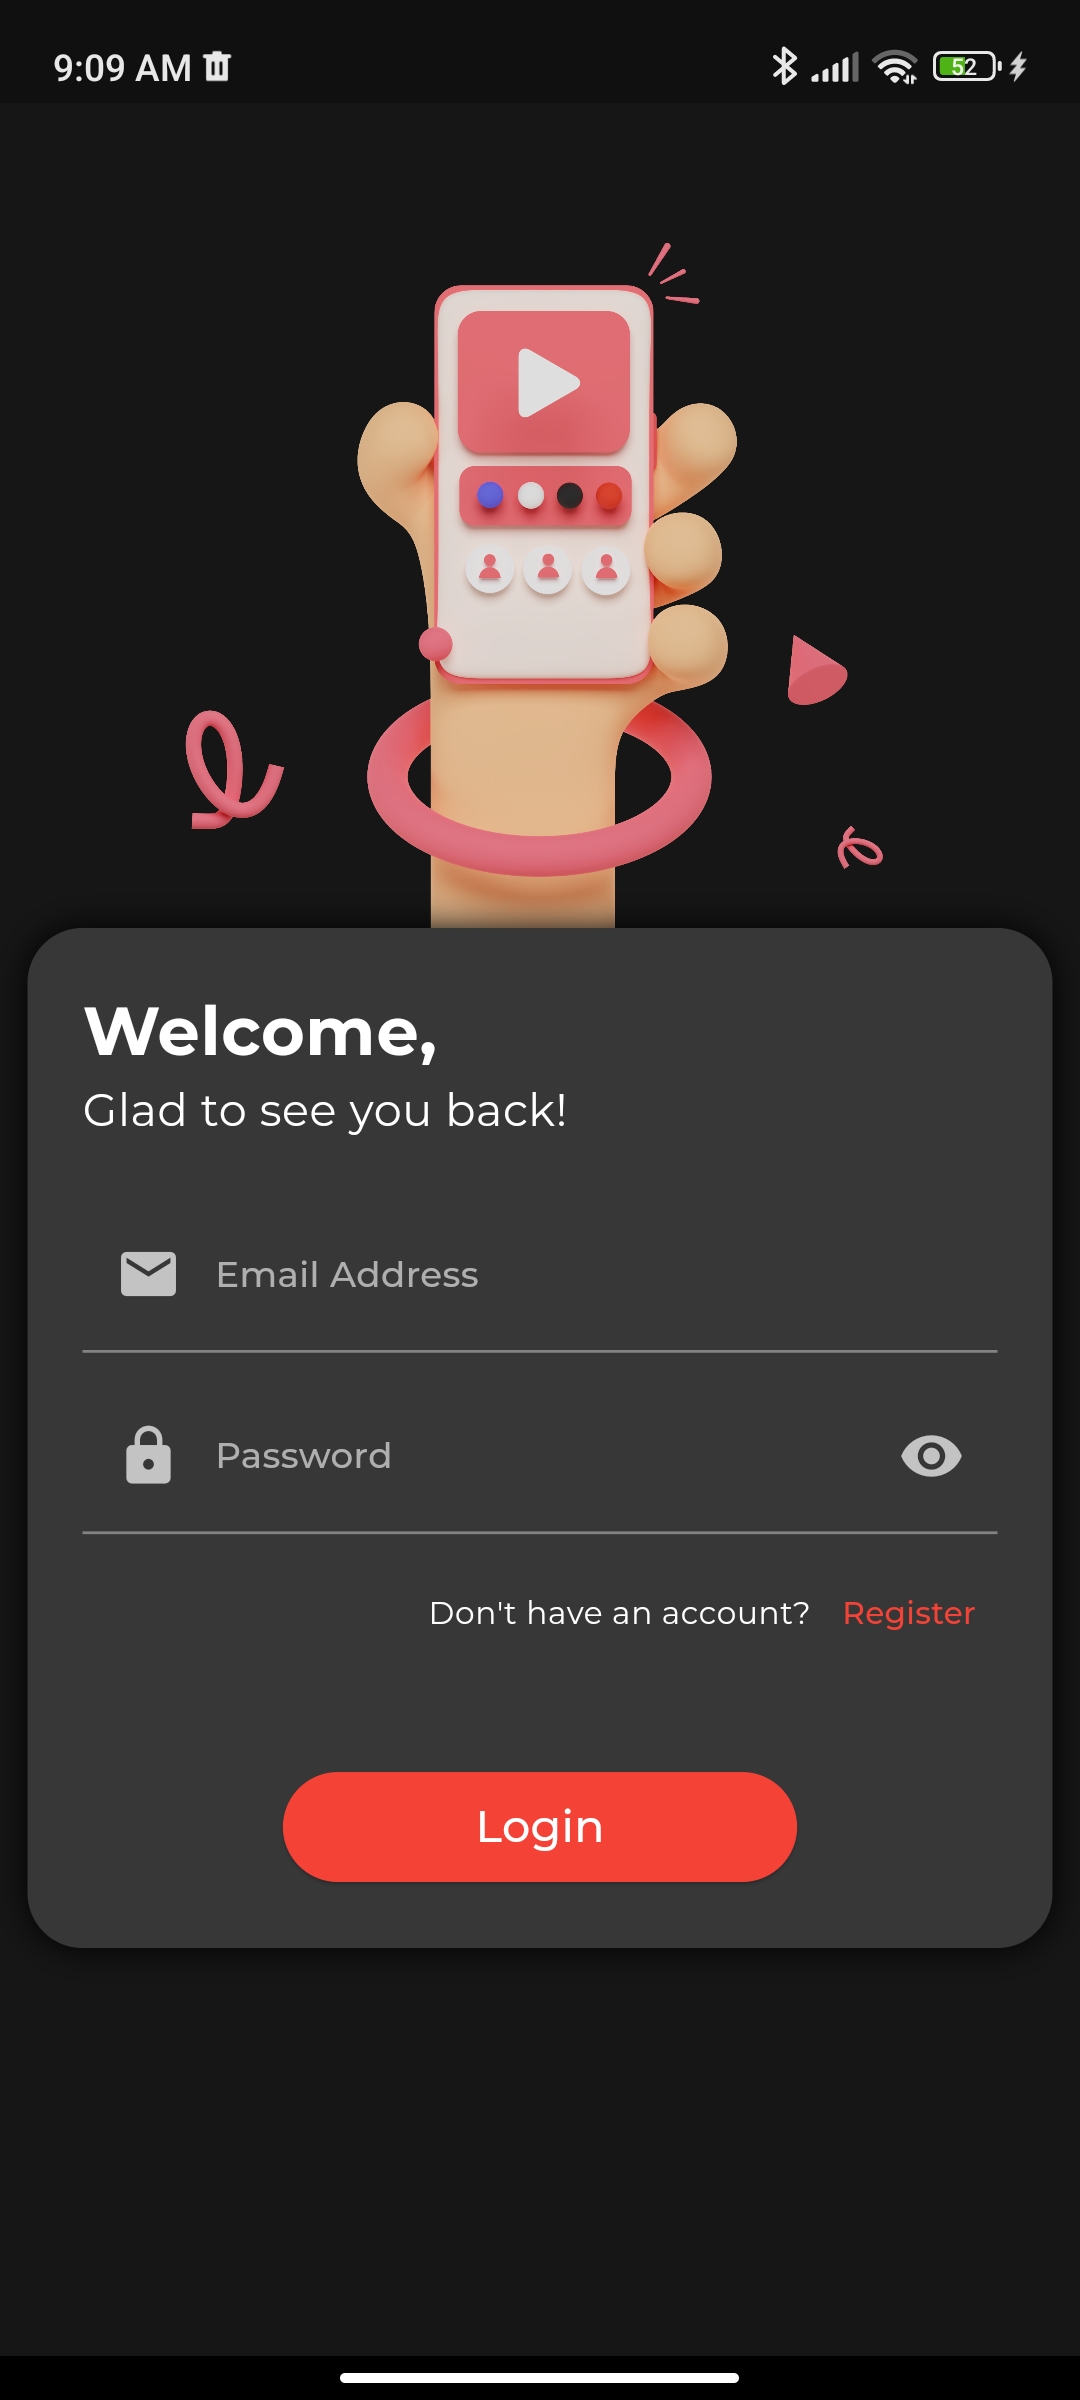 9:09 AM
52
Welcome,
Glad to see you back!
Email Address
Password
Don't have an account? Register
Login